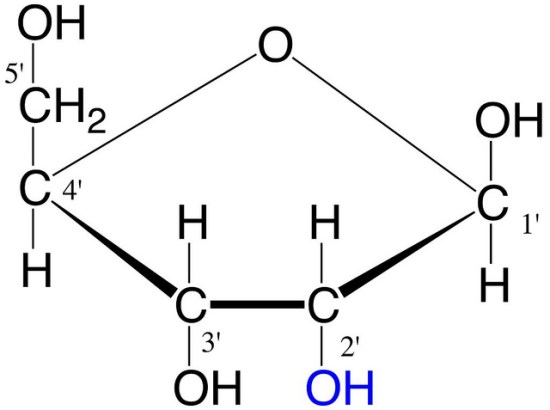 OH
O
5'
CH2
OH
C 4'
C 1'
H H
H
H
C C
3' 2'
OH OH